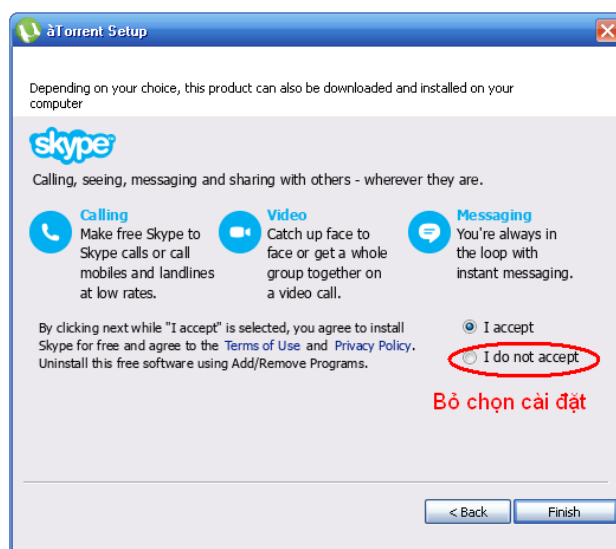 àTorrent Setup
Depending on your choice, this product can also be downloaded and installed on your
computer
skype
Calling, seeing, messaging and sharing with others - wherever they are.
Calling
Make free Skype to
Skype calls or call
mobiles and landlines
at low rates.
Video
Catch up face to
face or get a whole
group together on
a video call.
Messaging
You're always in
the loop with
instant messaging.
By clicking next while "I accept" is selected, you agree to install
Skype for free and agree to the Terms of Use and Privacy Policy.
Uninstall this free software using Add/Remove Programs.
I accept
I do not accept
Bỏ chọn cài đặt
< Back
Finish